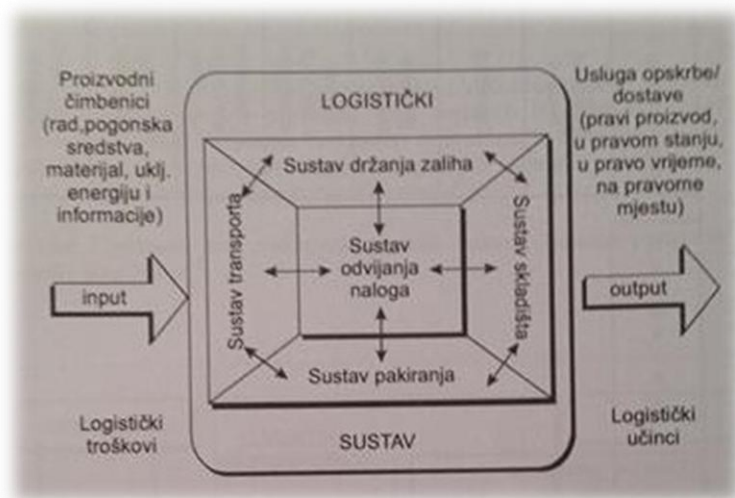 Proizvodni
čimbenici
(rad,pogonska
sredstva,
materijal, uklj.
energiju i
informacije)
input
Logistički
troškovi
LOGISTIČKI
Sustav držanja zaliha
Sustav transporta
Sustav
odvijanja
naloga
Sustav skladišta
Sustav pakiranja
SUSTAV
Usluga opskrbe/
dostave
(pravi proizvod,
u pravom stanju,
u pravo vrijeme,
na pravome
mjestu)
output
Logistički
učinci